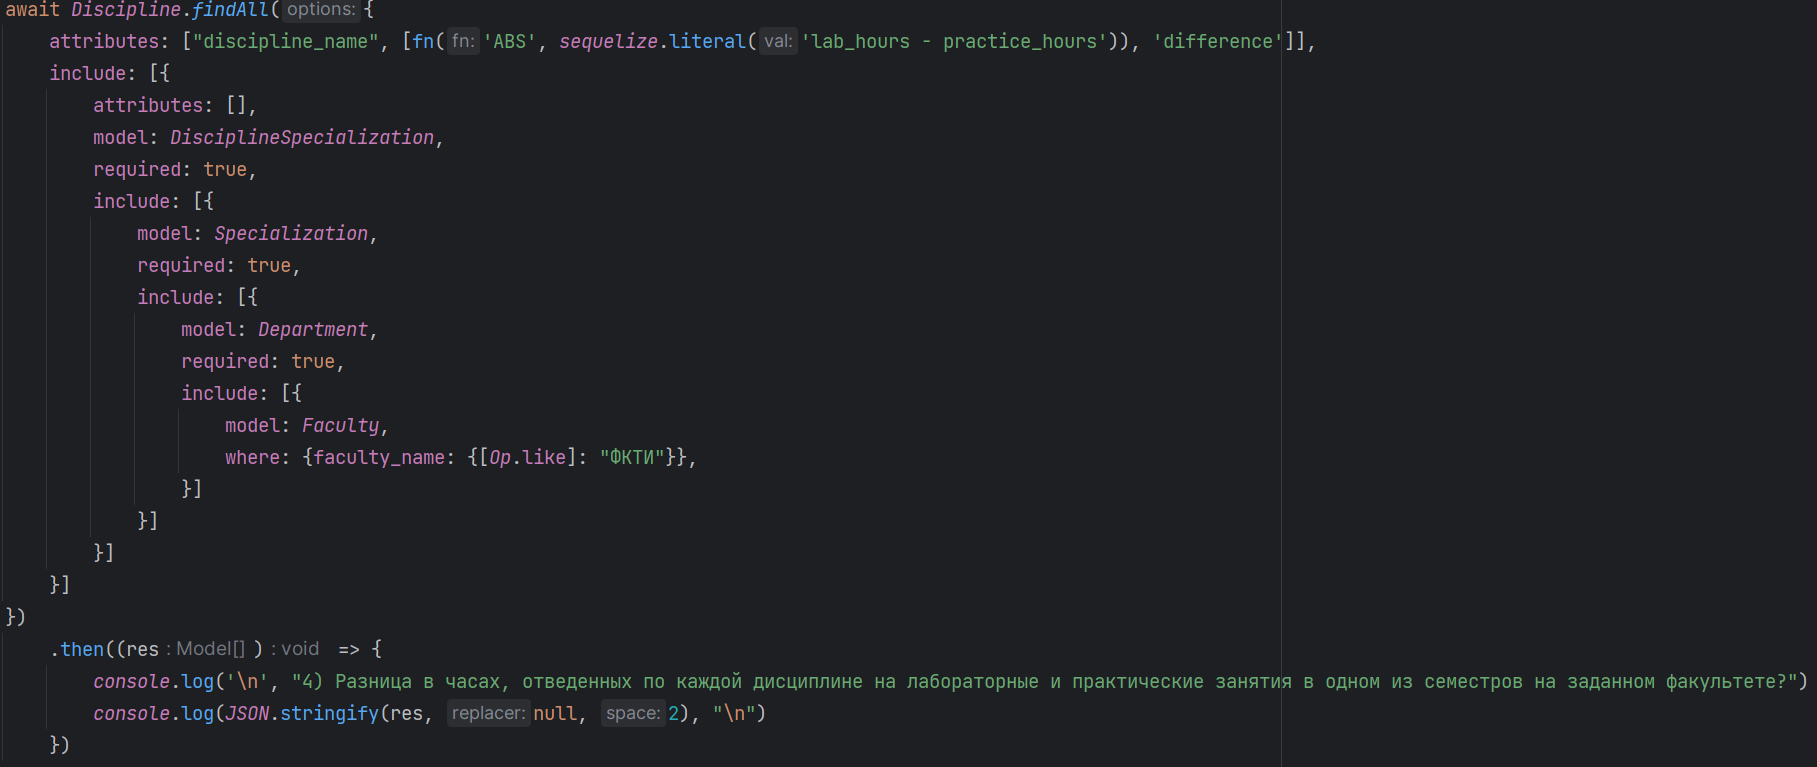 await Discipline.findAll( options: {
    attributes: ["discipline_name", [fn( fn: 'ABS', sequelize.literal( val: 'lab_hours - practice_hours')), 'difference']],
    include: [{
        attributes: [],
        model: DisciplineSpecialization,
        required: true,
        include: [{
            model: Specialization,
            required: true,
            include: [{
                model: Department,
                required: true,
                include: [{
                    model: Faculty,
                    where: {faculty_name: {[Op.like]: "ФКТИ"}},
                }]
            }]
        }]
    }]
})
    .then((res : Model[] ) : void => {
        console.log('\n', "4) Разница в часах, отведенных по каждой дисциплине на лабораторные и практические занятия в одном из семестров на заданном факультете?")
        console.log(JSON.stringify(res, replacer: null, space: 2), "\n")
    })